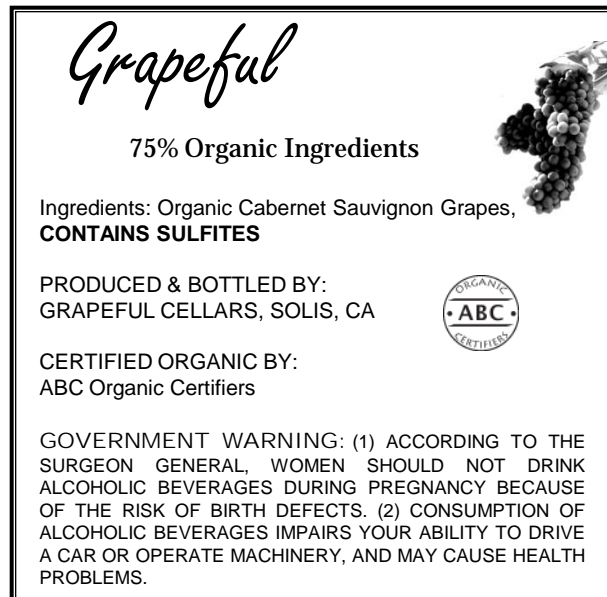 Grapeful
75% Organic Ingredients
Ingredients: Organic Cabernet Sauvignon Grapes,
CONTAINS SULFITES
PRODUCED & BOTTLED BY:
GRAPEFUL CELLARS, SOLIS, CA
ORGANIC
• ABC •
CERTIFIERS
CERTIFIED ORGANIC BY:
ABC Organic Certifiers
GOVERNMENT WARNING: (1) ACCORDING TO THE
SURGEON GENERAL, WOMEN SHOULD NOT DRINK
ALCOHOLIC BEVERAGES DURING PREGNANCY BECAUSE
OF THE RISK OF BIRTH DEFECTS. (2) CONSUMPTION OF
ALCOHOLIC BEVERAGES IMPAIRS YOUR ABILITY TO DRIVE
A CAR OR OPERATE MACHINERY, AND MAY CAUSE HEALTH
PROBLEMS.